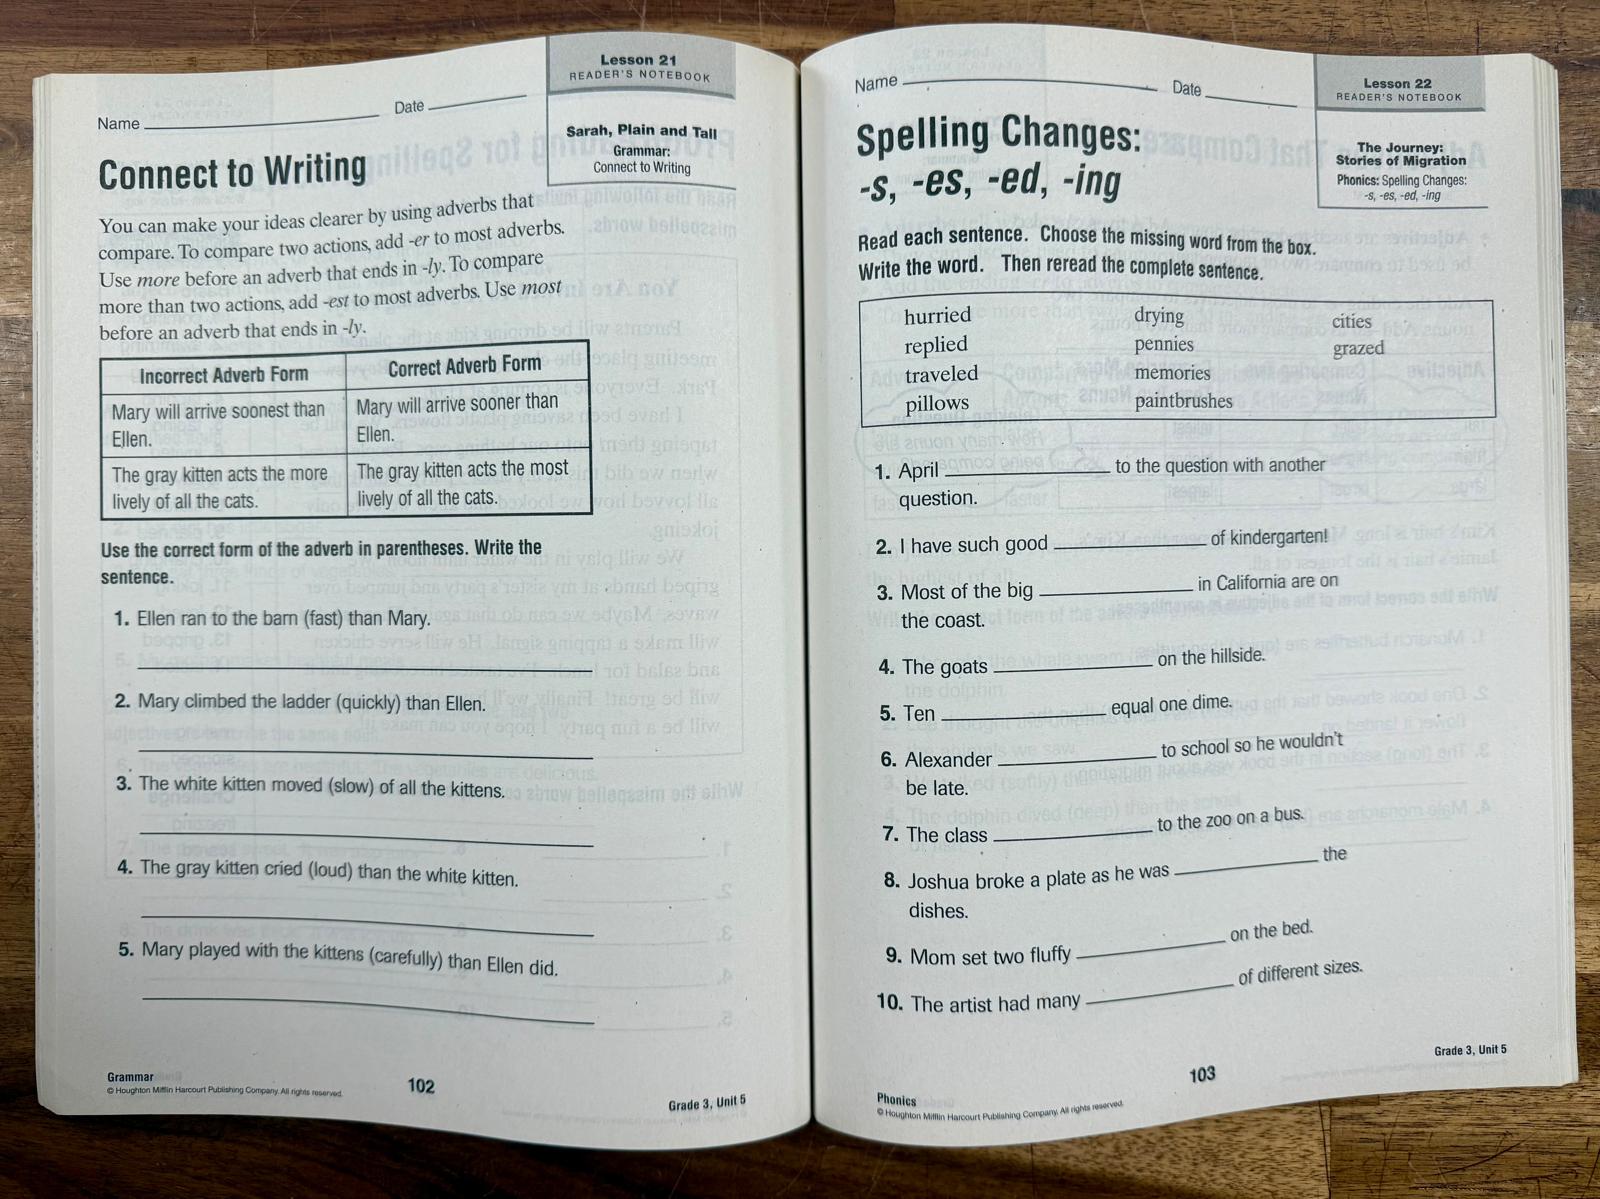 Lesson 21
READER'S NOTEBOOK
Name
Date
Sarah, Plain and Tall
Grammar:
Connect to Writing
Connect to Writing
You can make your ideas clearer by using adverbs that
compare. To compare two actions, add -er to most adverbs.
Use more before an adverb that ends in -ly. To compare
more than two actions, add -est to most adverbs. Use most
before an adverb that ends in -ly.
Incorrect Adverb Form
Correct Adverb Form
Mary will arrive soonest than
Ellen.
Mary will arrive sooner than
Ellen.
The gray kitten acts the more
lively of all the cats.
The gray kitten acts the most
lively of all the cats.
Use the correct form of the adverb in parentheses. Write the
sentence.
1. Ellen ran to the barn (fast) than Mary.
2. Mary climbed the ladder (quickly) than Ellen.
3. The white kitten moved (slow) of all the kittens.
4. The gray kitten cried (loud) than the white kitten.
5. Mary played with the kittens (carefully) than Ellen did.
Grammar
© Houghton Mifflin Harcourt Publishing Company. All rights reserved.
102
Grade 3, Unit 5
Name
Date
Lesson 22
READER'S NOTEBOOK
The Journey:
Stories of Migration
Phonics: Spelling Changes:
-s, -es, -ed, -ing
Spelling Changes:
-s, -es, -ed, -ing
Read each sentence. Choose the missing word from the box.
Write the word. Then reread the complete sentence.
hurried
replied
traveled
pillows
drying
pennies
memories
paintbrushes
cities
grazed
1. April ____ to the question with another
question.
2. I have such good ____ of kindergarten!
3. Most of the big ____ in California are on
the coast.
4. The goats ____ on the hillside.
5. Ten ____ equal one dime.
6. Alexander ____ to school so he wouldn't
be late.
7. The class ____ to the zoo on a bus.
8. Joshua broke a plate as he was ____ the
dishes.
9. Mom set two fluffy ____ on the bed.
10. The artist had many ____ of different sizes.
Phonics
© Houghton Mifflin Harcourt Publishing Company. All rights reserved.
103
Grade 3, Unit 5